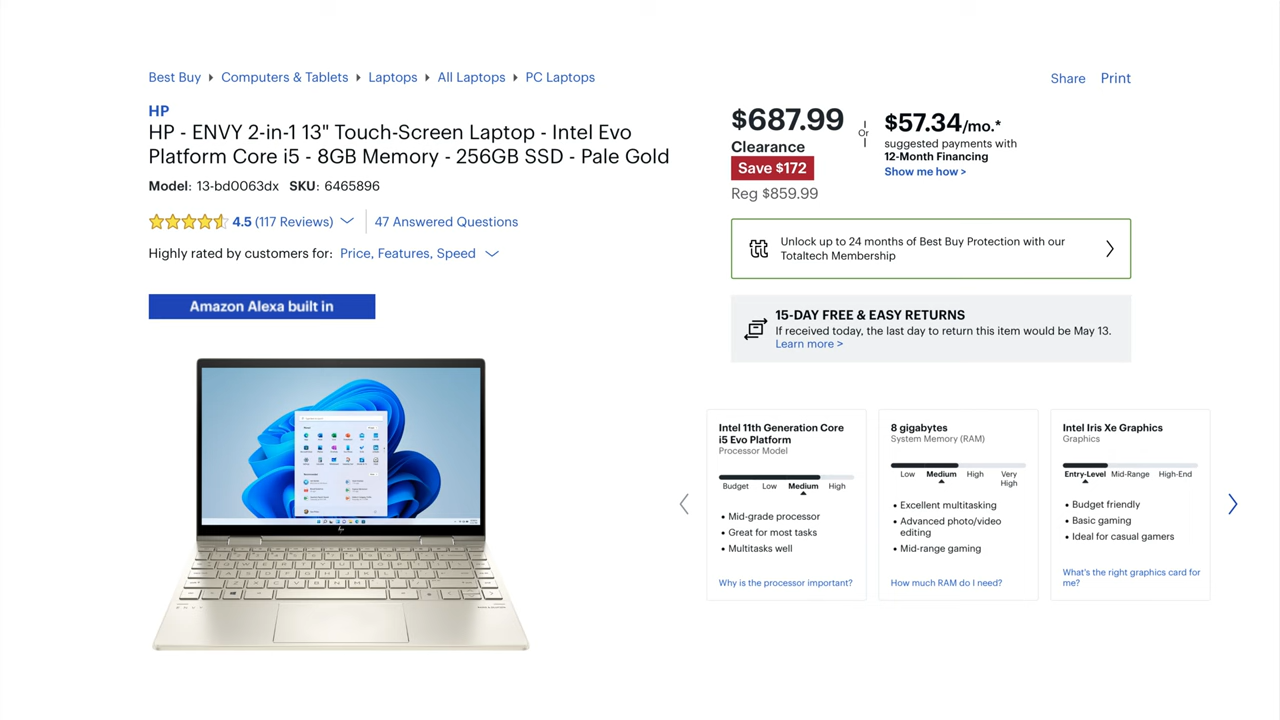 Best Buy Computers & Tablets Laptops All Laptops PC Laptops
Share Print
HP
HP - ENVY 2-in-1 13" Touch-Screen Laptop - Intel Evo
Platform Core i5 - 8GB Memory - 256GB SSD - Pale Gold
Model: 13-bd0063dx SKU: 6465896
4.5 (117 Reviews) 47 Answered Questions
Highly rated by customers for: Price, Features, Speed
Amazon Alexa built in
$687.99
Clearance
Save $172
Reg $859.99
Or
$57.34/mo.*
suggested payments with
12-Month Financing
Show me how >
Unlock up to 24 months of Best Buy Protection with our
Totaltech Membership
15-DAY FREE & EASY RETURNS
If received today, the last day to return this item would be May 13.
Learn more >
Intel 11th Generation Core
i5 Evo Platform
Processor Model
Budget Low Medium High
• Mid-grade processor
• Great for most tasks
• Multitasks well
Why is the processor important?
8 gigabytes
System Memory (RAM)
Low Medium High Very
High
• Excellent multitasking
• Advanced photo/video
editing
• Mid-range gaming
How much RAM do I need?
Intel Iris Xe Graphics
Graphics
Entry-Level Mid-Range High-End
• Budget friendly
• Basic gaming
• Ideal for casual gamers
What's the right graphics card for
me?